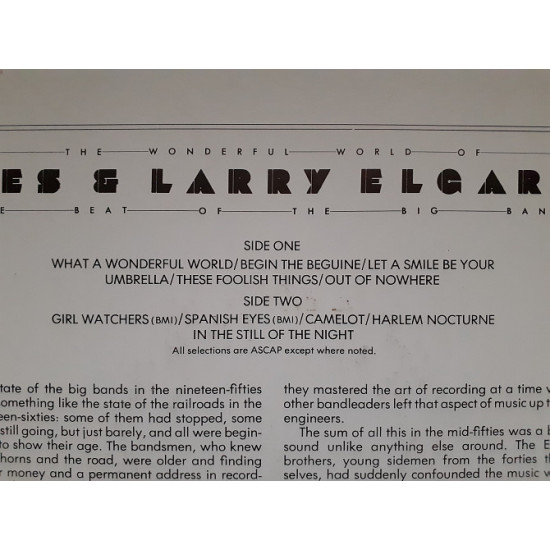 THE WONDERFUL WORLD OF
ES & LARRY ELGAR
E BEAT OF THE BIG BAN
SIDE ONE
WHAT A WONDERFUL WORLD/BEGIN THE BEGUINE/LET A SMILE BE YOUR
UMBRELLA/THESE FOOLISH THINGS/OUT OF NOWHERE
SIDE TWO
GIRL WATCHERS (BMI)/SPANISH EYES (BMI)/CAMELOT/HARLEM NOCTURNE
IN THE STILL OF THE NIGHT
All selections are ASCAP except where noted.
tate of the big bands in the nineteen-fifties
something like the state of the railroads in the
een-sixties: some of them had stopped, some
still going, but just barely, and all were begin-
to show their age. The bandsmen, who knew
horns and the road, were older and finding
r money and a permanent address in record-
they mastered the art of recording at a time w
other bandleaders left that aspect of music up t
engineers.
The sum of all this in the mid-fifties was a b
sound unlike anything else around. The E
brothers, young sidemen from the forties th
selves, had suddenly confounded the music w